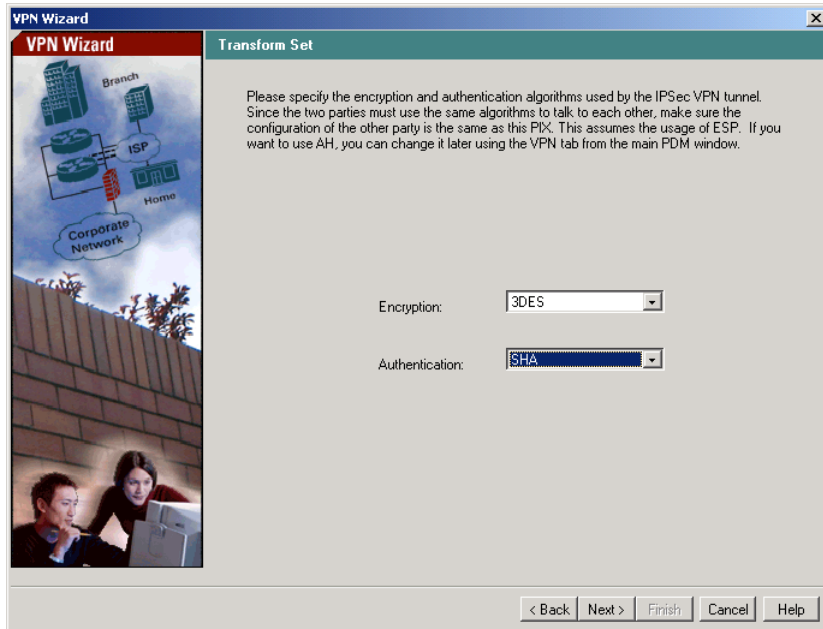 VPN Wizard
VPN Wizard
Transform Set
Branch
ISP
Home
Corporate
Network
Please specify the encryption and authentication algorithms used by the IPSec VPN tunnel.
Since the two parties must use the same algorithms to talk to each other, make sure the
configuration of the other party is the same as this PIX. This assumes the usage of ESP. If you
want to use AH, you can change it later using the VPN tab from the main PDM window.
Encryption:
3DES
Authentication:
SHA
< Back
Next >
Finish
Cancel
Help